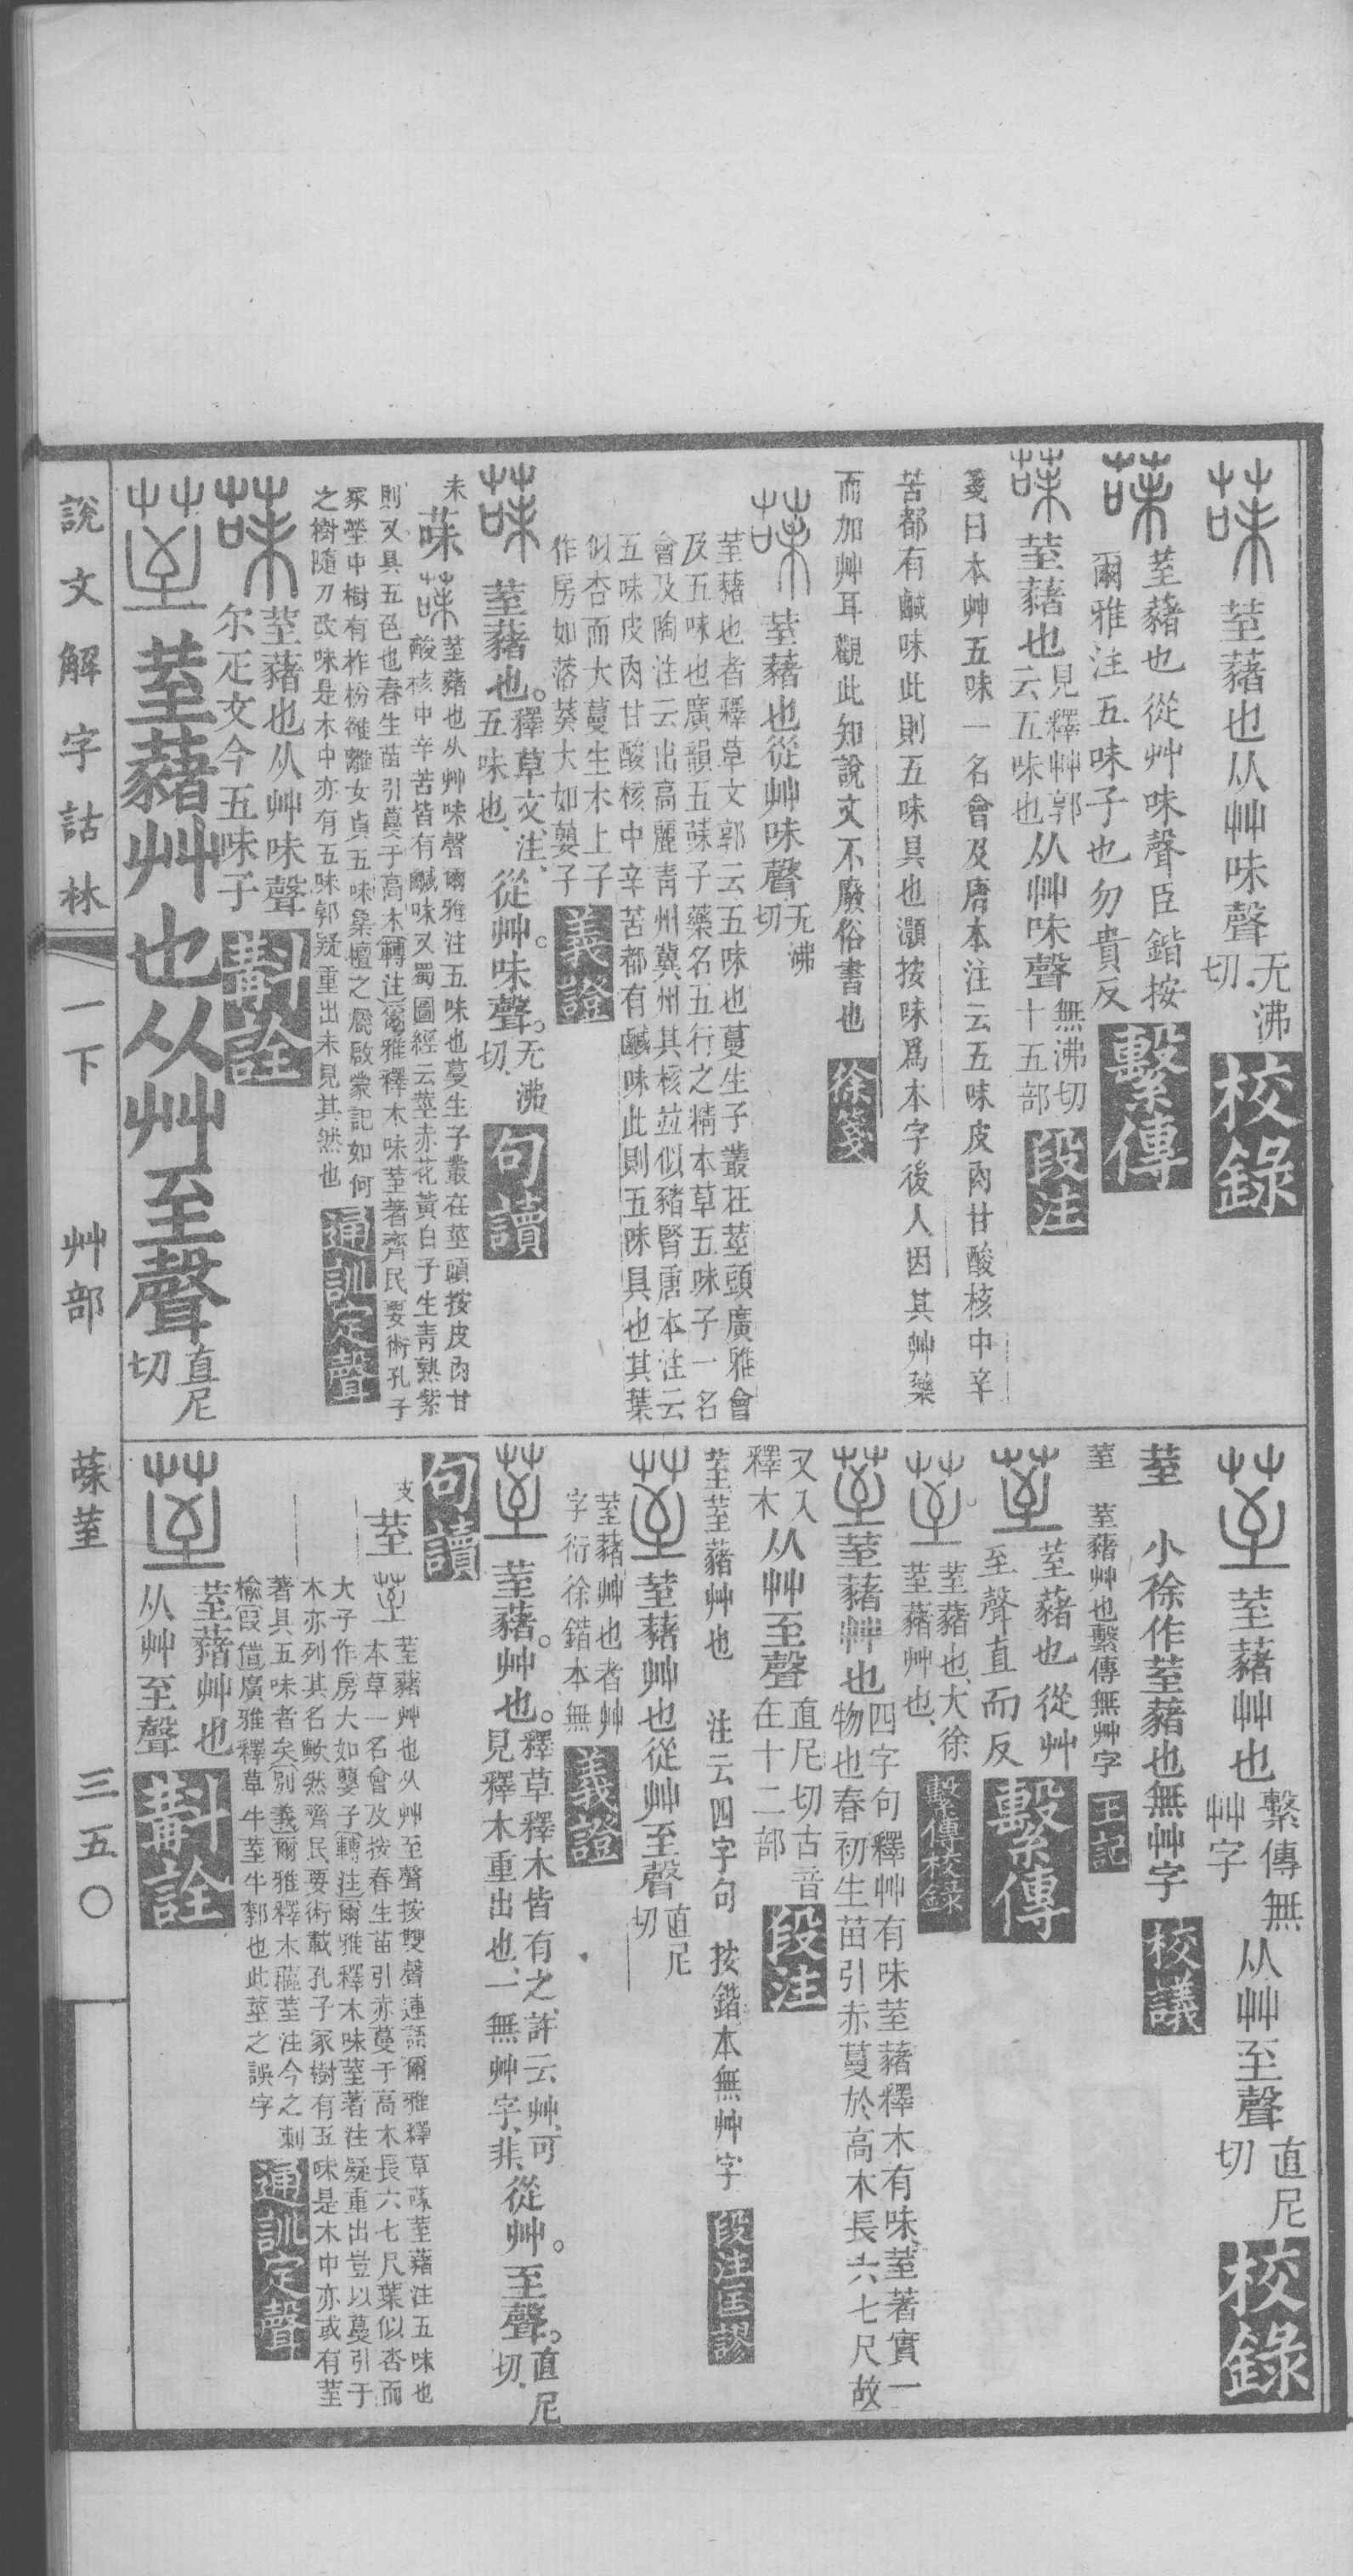 菋 荎藸也从艸味聲 无沸切 校錄
菋 荎藸也從艸味聲臣鍇按
爾雅注五味子也勿貴反 繫傳
菋 荎藸也 見釋艸郭云五味也 从艸味聲 無沸切十五部 段注
箋曰本艸五味一名會及唐本注云五味皮肉甘酸核中辛
苦都有鹹味此則五味具也灝按味爲本字後人因其艸藥
而加艸耳觀此知說文不廢俗書也 徐箋
菋 荎藸也從艸味聲 无沸切
荎藸也者釋草文郭云五味也蔓生子叢在莖頭廣雅會
及五味也廣韻五菋子藥名五行之精本草五味子一名
會及陶注云出高麗靑州冀州其核竝似豬腎唐本注云
五味皮肉甘酸核中辛苦都有鹹味此則五味具也其葉
似杏而大蔓生木上子
作房如落葵大如蘡子 義證
菋 荎藸也。釋草文、注、五味也、從艸。味聲。无沸切、 句讀
未 菋 荎藸也从艸味聲爾雅注五味也蔓生子叢在莖頭按皮肉甘
酸核中辛苦皆有鹹味又蜀圖經云莖赤花黃白子生靑熟紫
則又具五色也春生苗引蔓于高木轉注爾雅釋木味荎著齊民要術孔子
冢塋中樹有柞枌雒離女貞五味毚檀之屬啟蒙記如何
之樹隨刀改味是木中亦有五味郭疑重出未見其然也 通訓定聲
菋 荎藸也从艸味聲
尒疋文今五味子 斠詮
荎 荎藸艸也从艸至聲 直尼切
說文解字詁林 一下 艸部 菋荎 三五〇
荎 荎藸艸也 繫傳無艸字 从艸至聲 直尼切 校錄
荎 小徐作荎藸也無艸字 校議
荎 荎藸艸也繫傳無艸字 王記
荎 荎藸也從艸
至聲直而反 繫傳
荎 荎藸也、大徐
荎藸艸也、 繫傳校錄
荎 荎藸艸也 四字句釋艸有味荎藸釋木有味荎著實一
物也春初生苗引赤蔓於高木長六七尺故
又入釋木 从艸至聲 直尼切古音在十二部 段注
荎荎藸艸也 注云四字句 按鍇本無艸字 段注匡謬
荎 荎藸艸也從艸至聲 直尼切
荎藸艸也者艸
字衍徐鍇本無 義證
荎 荎藸。艸也。釋草釋木皆有之、許云艸、可
見釋木重出也、一無艸字、非、從艸。至聲。直尼切、
句讀
支 荎 荎藸艸也从艸至聲按雙聲連語爾雅釋草菋荎藸注五味也
本草一名會及按春生苗引赤蔓于高木長六七尺葉似杏而
大子作房大如蘡子轉注爾雅釋木味荎著注疑重出豈以蔓引于
木亦列其名歟然齊民要術載孔子冢樹有五味是木中亦或有荎
著具五味者矣別義爾雅釋木藲荎注今之刺
楡叚借廣雅釋草牛荎牛厀也此莖之誤字 通訓定聲
荎 荎藸艸也
从艸至聲 斠詮